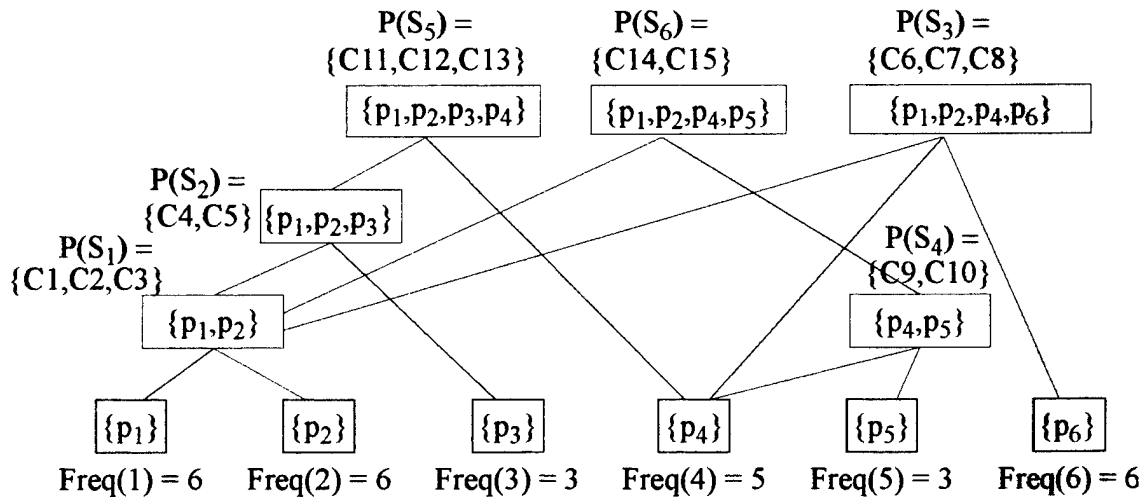 P(S₅) =
{C11,C12,C13}
{p₁,p₂,p₃,p₄}
P(S₆) =
{C14,C15}
{p₁,p₂,p₄,p₅}
P(S₃) =
{C6,C7,C8}
{p₁,p₂,p₄,p₆}
P(S₂) =
{C4,C5}
{p₁,p₂,p₃}
P(S₁) =
{C1,C2,C3}
{p₁,p₂}
P(S₄) =
{C9,C10}
{p₄,p₅}
{p₁}
{p₂}
{p₃}
{p₄}
{p₅}
{p₆}
Freq(1) = 6
Freq(2) = 6
Freq(3) = 3
Freq(4) = 5
Freq(5) = 3
Freq(6) = 6